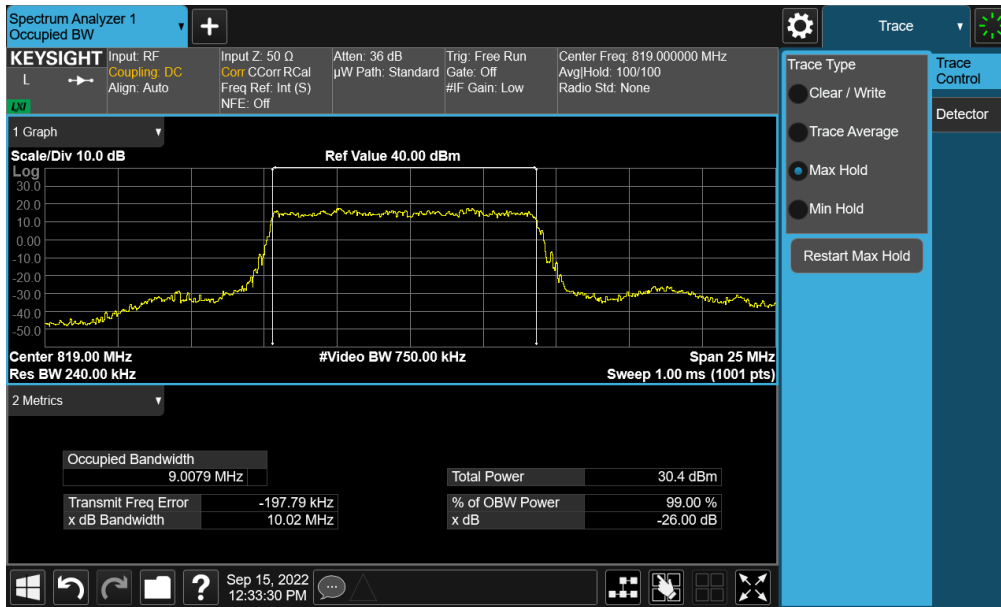 Spectrum Analyzer 1
Occupied BW
+
Trace
KEYSIGHT
L
LXI
Input: RF
Coupling: DC
Align: Auto
Input Z: 50 Ω
Corr CCorr RCal
Freq Ref: Int (S)
NFE: Off
Atten: 36 dB
µW Path: Standard
Trig: Free Run
Gate: Off
#IF Gain: Low
Center Freq: 819.000000 MHz
Avg|Hold: 100/100
Radio Std: None
1 Graph
Scale/Div 10.0 dB
Ref Value 40.00 dBm
Log
30.0
20.0
10.0
0.00
-10.0
-20.0
-30.0
-40.0
-50.0
Center 819.00 MHz
#Video BW 750.00 kHz
Span 25 MHz
Res BW 240.00 kHz
Sweep 1.00 ms (1001 pts)
2 Metrics
Occupied Bandwidth
9.0079 MHz
Total Power 30.4 dBm
Transmit Freq Error -197.79 kHz
% of OBW Power 99.00 %
x dB Bandwidth 10.02 MHz
x dB -26.00 dB
Trace Type
Clear / Write
Trace Average
Max Hold
Min Hold
Restart Max Hold
Trace
Control
Detector
?
Sep 15, 2022
12:33:30 PM